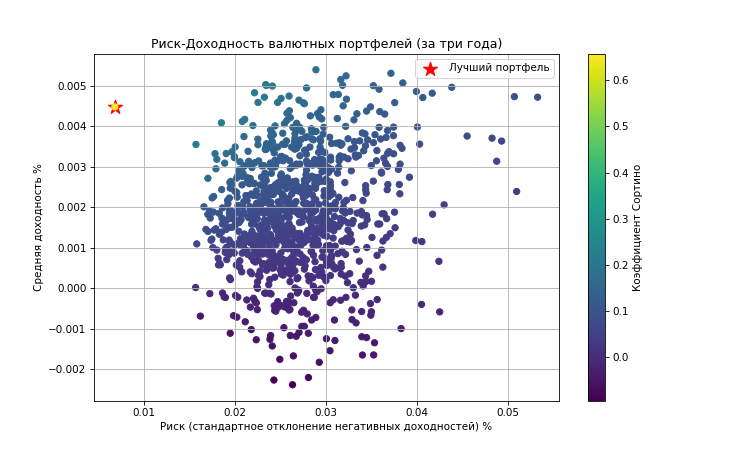 Риск-Доходность валютных портфелей (за три года)
Лучший портфель
Средняя доходность %
0.005
0.004
0.003
0.002
0.001
0.000
−0.001
−0.002
0.01 0.02 0.03 0.04 0.05
Риск (стандартное отклонение негативных доходностей) %
0.6
0.5
0.4
0.3
0.2
0.1
0.0
Коэффициент Сортино